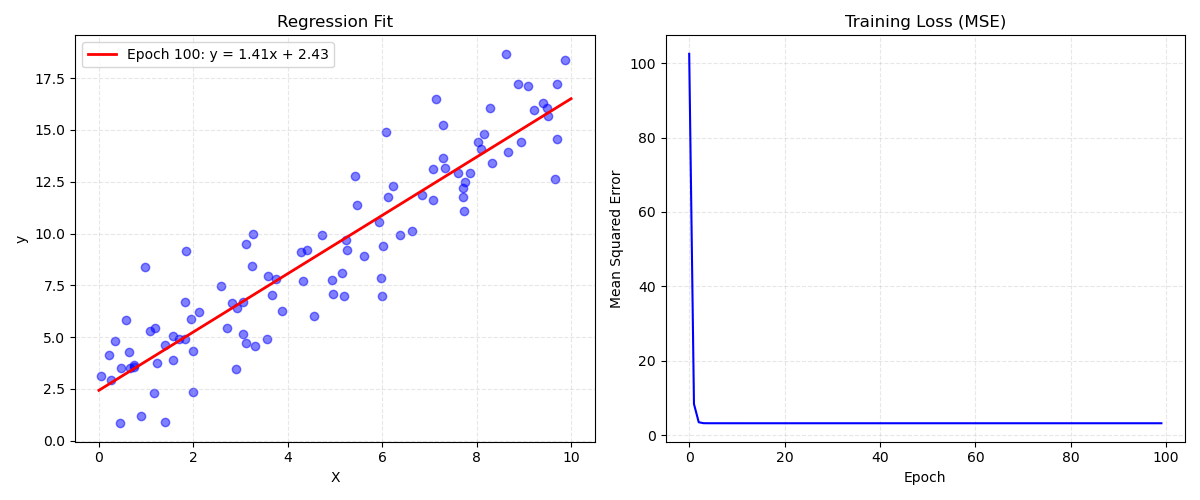 Regression Fit
Epoch 100: y = 1.41x + 2.43
17.5
15.0
12.5
10.0
7.5
5.0
2.5
0.0
y
0 2 4 6 8 10
X
Training Loss (MSE)
100
80
60
40
20
0
Mean Squared Error
0 20 40 60 80 100
Epoch